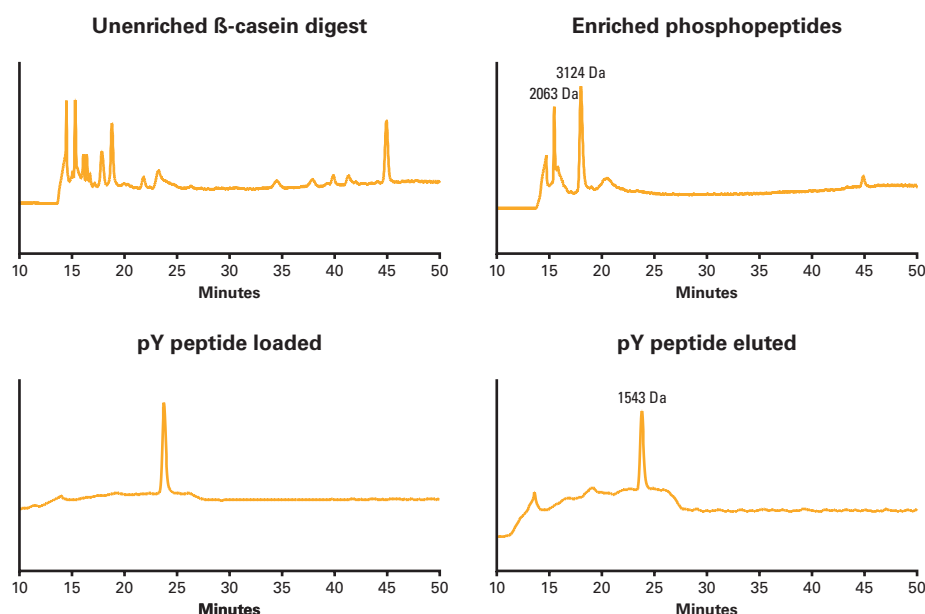 Unenriched ß-casein digest
Enriched phosphopeptides
3124 Da
2063 Da
10 15 20 25 30 35 40 45 50
Minutes
10 15 20 25 30 35 40 45 50
Minutes
pY peptide loaded
pY peptide eluted
1543 Da
10 15 20 25 30 35 40 45 50
Minutes
10 15 20 25 30 35 40 45 50
Minutes